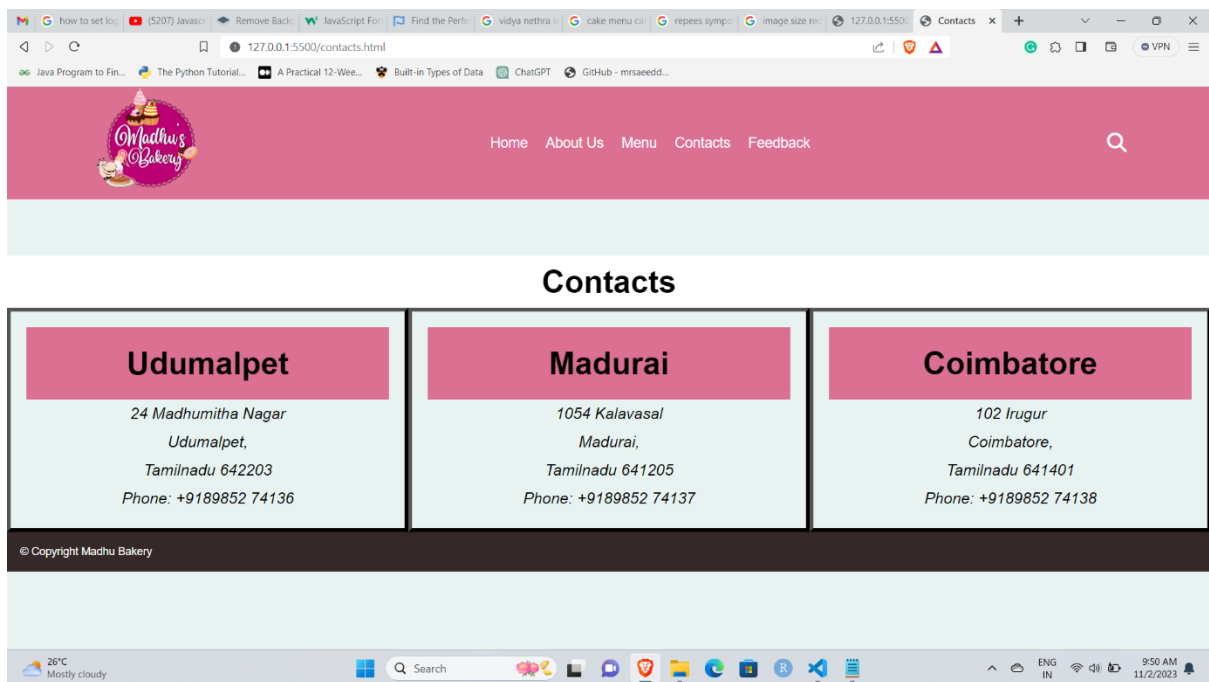 how to set log
(5207) Javascr
Remove Back
JavaScript For
Find the Perfe
vidya nethra s
cake menu car
repees sympo
image size red
127.0.0.1:5500
Contacts
127.0.0.1:5500/contacts.html
VPN
Java Program to Fin...
The Python Tutorial...
A Practical 12-Wee...
Built-in Types of Data
ChatGPT
GitHub - mrsaeedd...
Madhu's
Bakery
Home About Us Menu Contacts Feedback
Contacts
Udumalpet
24 Madhumitha Nagar
Udumalpet,
Tamilnadu 642203
Phone: +9189852 74136
Madurai
1054 Kalavasal
Madurai,
Tamilnadu 641205
Phone: +9189852 74137
Coimbatore
102 Irugur
Coimbatore,
Tamilnadu 641401
Phone: +9189852 74138
© Copyright Madhu Bakery
26°C
Mostly cloudy
Search
ENG
IN
9:50 AM
11/2/2023